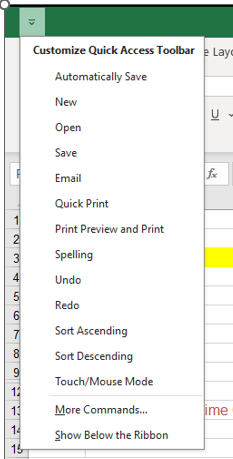 Customize Quick Access Toolbar
Automatically Save
New
Open
Save
Email
Quick Print
Print Preview and Print
Spelling
Undo
Redo
Sort Ascending
Sort Descending
Touch/Mouse Mode
More Commands...
Show Below the Ribbon
e Layo
U
fx
1
2
3
4
5
6
7
8
9
10
11
12
13
ime
14
15